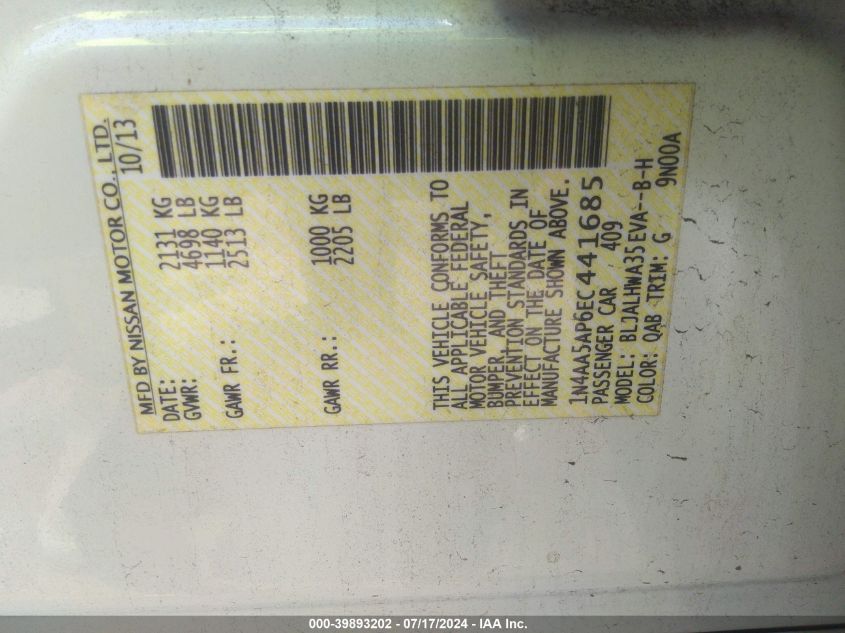 MFD BY NISSAN MOTOR CO., LTD.
DATE: 10/13
GVWR: 2131 KG
4698 LB
GAWR FR.: 1140 KG
2513 LB
GAWR RR.: 1000 KG
2205 LB
THIS VEHICLE CONFORMS TO
ALL APPLICABLE FEDERAL
MOTOR VEHICLE SAFETY,
BUMPER, AND THEFT
PREVENTION STANDARDS IN
EFFECT ON THE DATE OF
MANUFACTURE SHOWN ABOVE.
1N4AA5AP6EC441685
PASSENGER CAR 409
MODEL: BLJALHWA35EVA--B-H
COLOR: QAB TRIM: G 9N00A
000-39893202 - 07/17/2024 - IAA Inc.